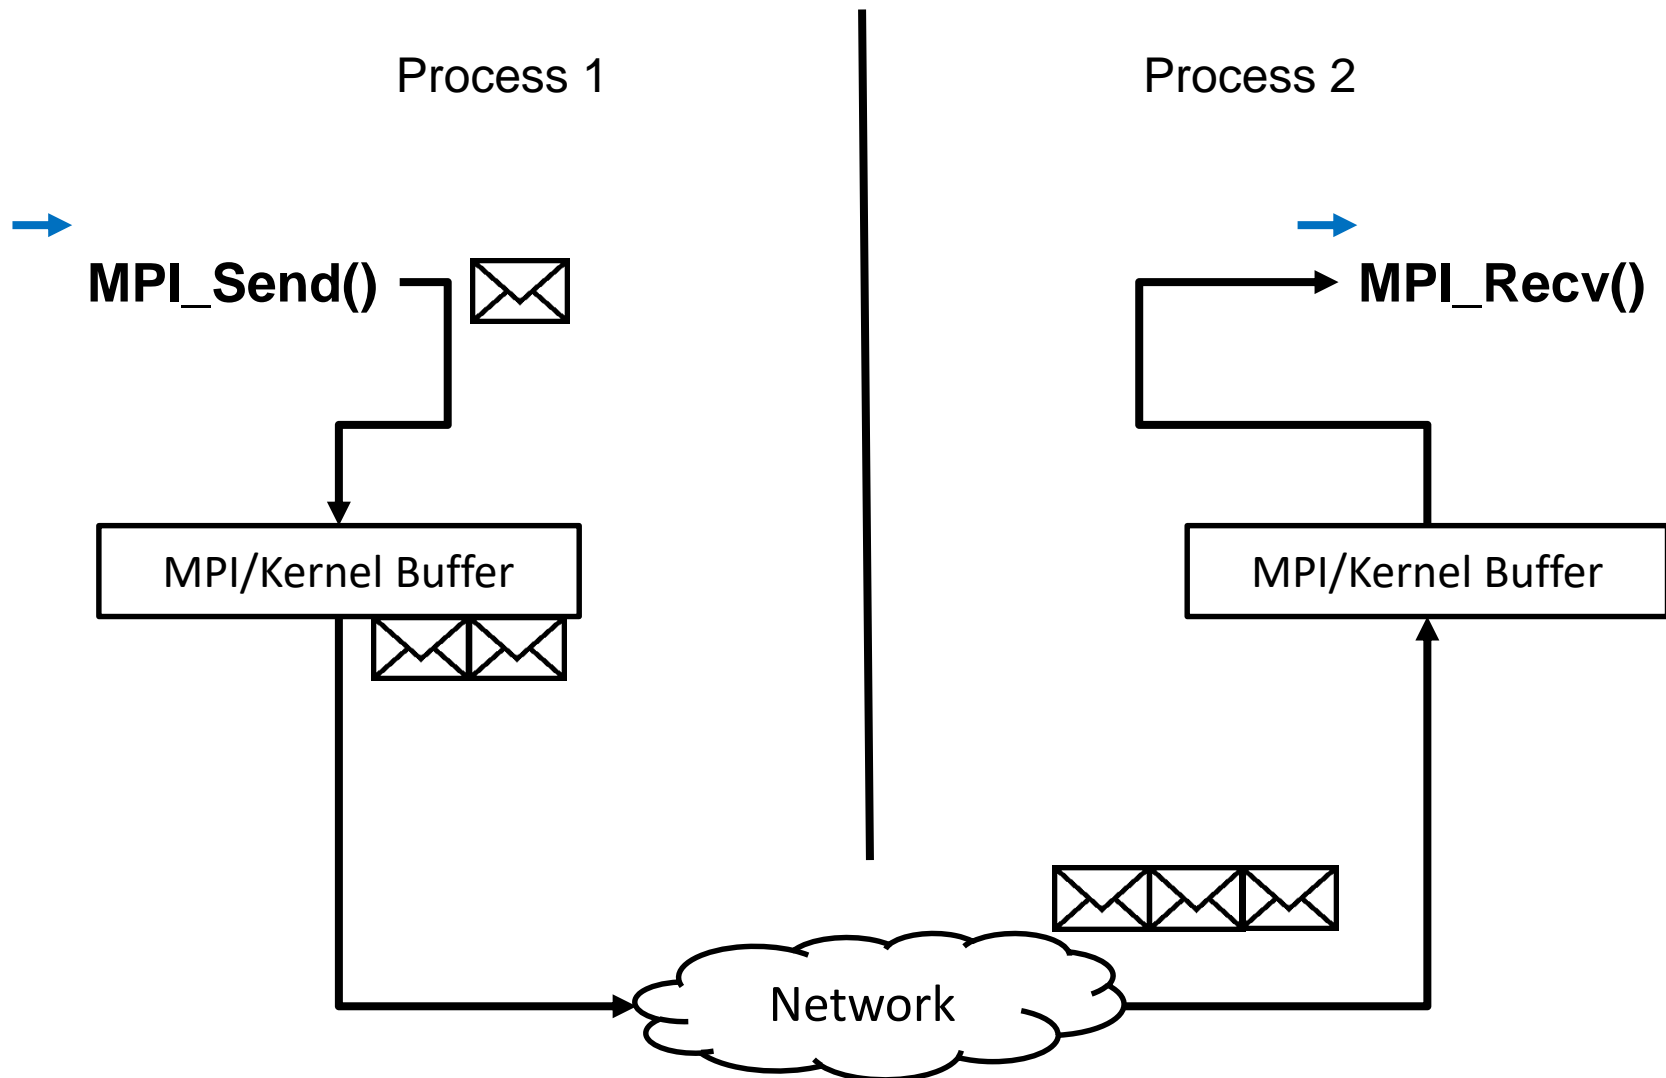 Process 1
Process 2
MPI_Send()
MPI_Recv()
MPI/Kernel Buffer
MPI/Kernel Buffer
Network